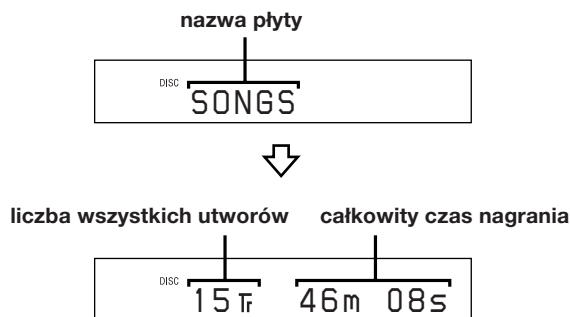 nazwa płyty
DISC SONGS
liczba wszystkich utworów całkowity czas nagrania
DISC 15 Tr 46m 08s